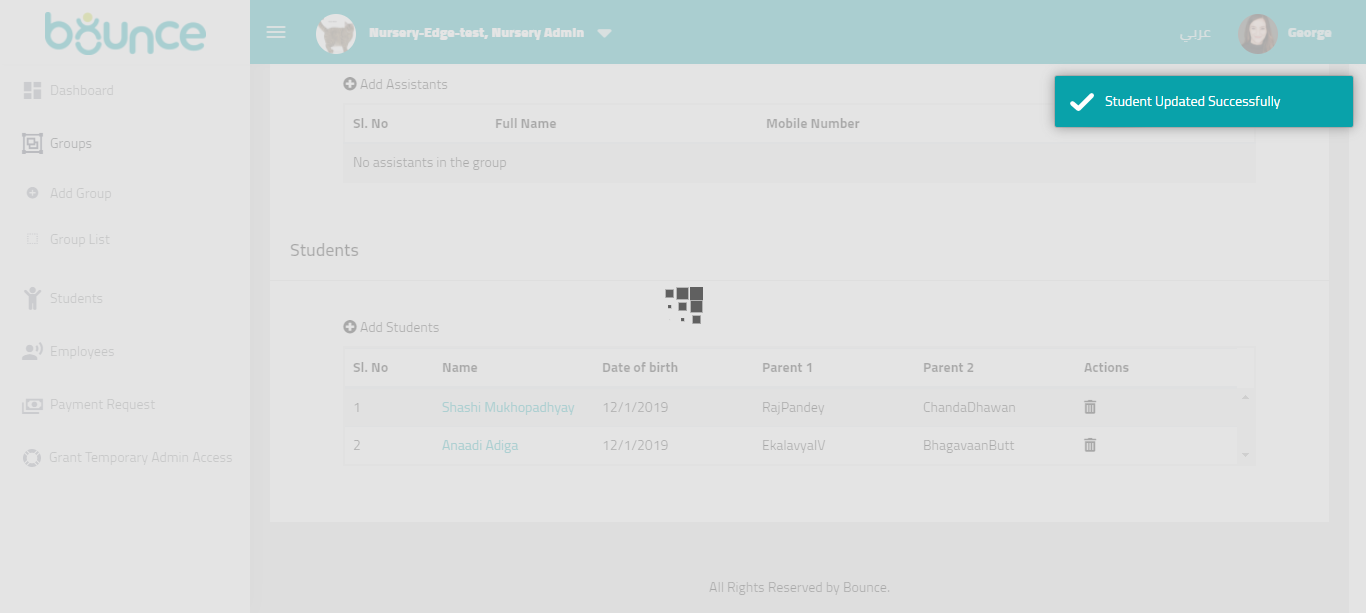 bounce
Nursery-Edge-test, Nursery Admin
عربي
George
Dashboard
Groups
Add Group
Group List
Students
Employees
Payment Request
Grant Temporary Admin Access
Student Updated Successfully
Add Assistants
Sl. No Full Name Mobile Number
No assistants in the group
Students
Add Students
Sl. No Name Date of birth Parent 1 Parent 2 Actions
1 Shashi Mukhopadhyay 12/1/2019 RajPandey ChandaDhawan
2 Anaadi Adiga 12/1/2019 EkalavyaIV BhagavaanButt
All Rights Reserved by Bounce.